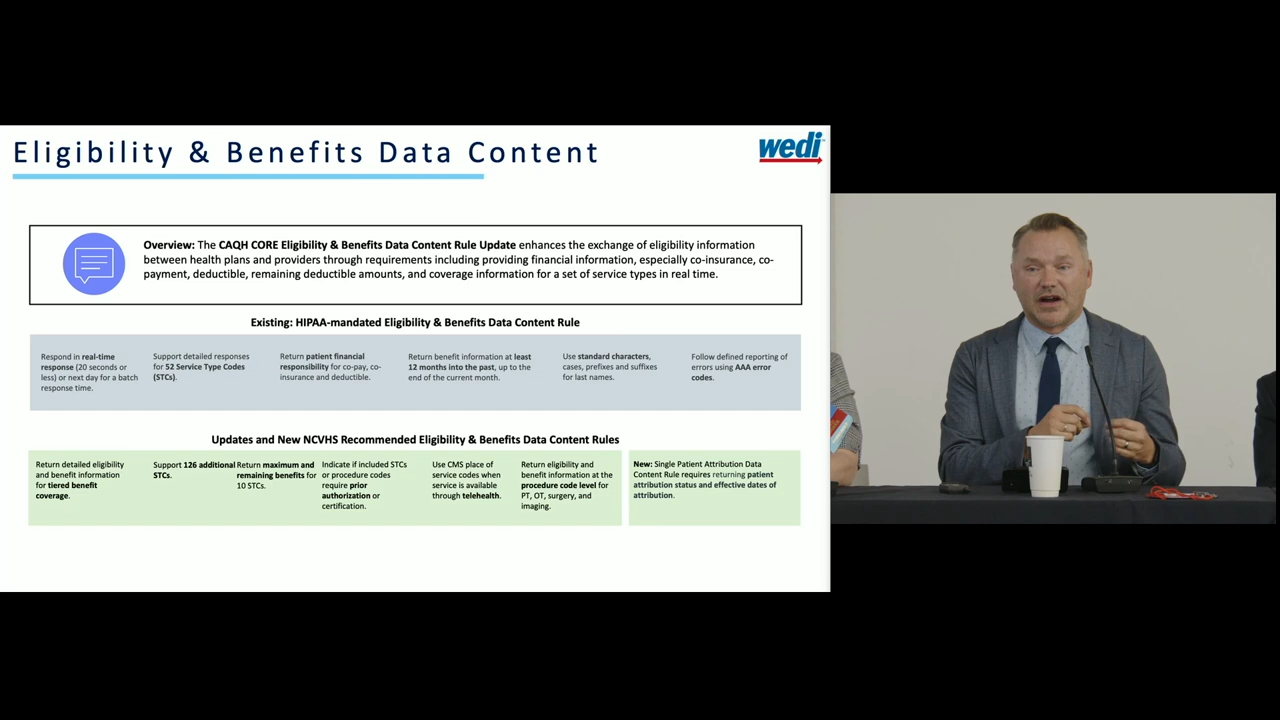 Eligibility & Benefits Data Content
wedi
Overview: The CAQH CORE Eligibility & Benefits Data Content Rule Update enhances the exchange of eligibility information
between health plans and providers through requirements including providing financial information, especially co-insurance, co-
payment, deductible, remaining deductible amounts, and coverage information for a set of service types in real time.
Existing: HIPAA-mandated Eligibility & Benefits Data Content Rule
Respond in real-time
response (20 seconds or
less) or next day for a batch
response time.
Support detailed responses
for 52 Service Type Codes
(STCs).
Return patient financial
responsibility for co-pay, co-
insurance and deductible.
Return benefit information at least
12 months into the past, up to the
end of the current month.
Use standard characters,
cases, prefixes and suffixes
for last names.
Follow defined reporting of
errors using AAA error
codes.
Updates and New NCVHS Recommended Eligibility & Benefits Data Content Rules
Return detailed eligibility
and benefit information
for tiered benefit
coverage.
Support 126 additional
STCs.
Return maximum and
remaining benefits for
10 STCs.
Indicate if included STCs
or procedure codes
require prior
authorization or
certification.
Use CMS place of
service codes when
service is available
through telehealth.
Return eligibility and
benefit information at the
procedure code level for
PT, OT, surgery, and
imaging.
New: Single Patient Attribution Data
Content Rule requires returning patient
attribution status and effective dates of
attribution.